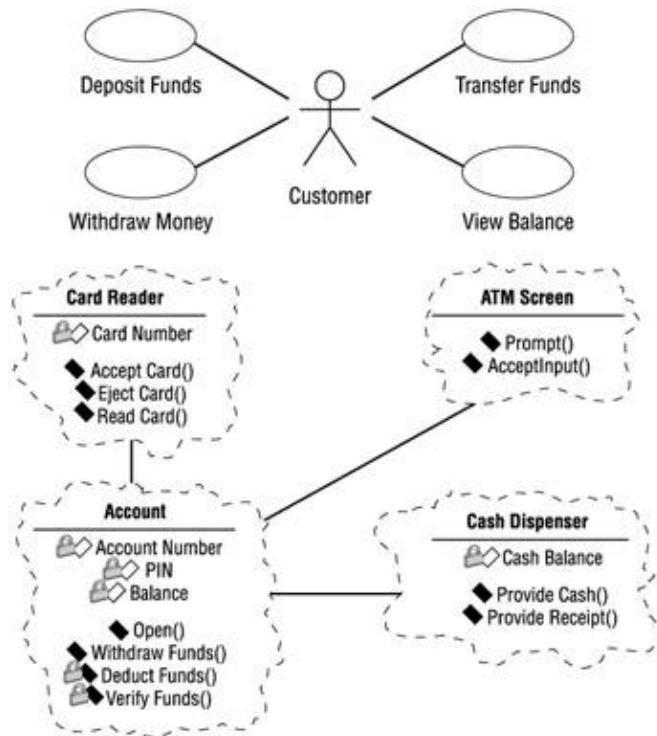 Deposit Funds
Transfer Funds
Withdraw Money
Customer
View Balance
Card Reader
Card Number
Accept Card()
Eject Card()
Read Card()
ATM Screen
Prompt()
AcceptInput()
Account
Account Number
PIN
Balance
Open()
Withdraw Funds()
Deduct Funds()
Verify Funds()
Cash Dispenser
Cash Balance
Provide Cash()
Provide Receipt()